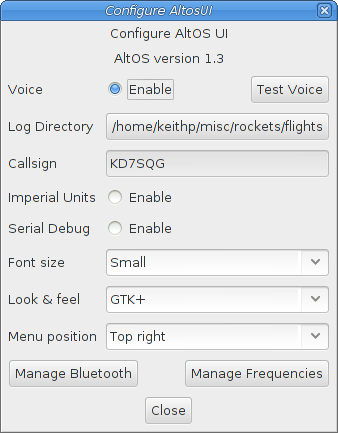 Configure AltosUI
Configure AltOS UI
AltOS version 1.3
Voice Enable Test Voice
Log Directory /home/keithp/misc/rockets/flights
Callsign KD7SQG
Imperial Units Enable
Serial Debug Enable
Font size Small
Look & feel GTK+
Menu position Top right
Manage Bluetooth Manage Frequencies
Close